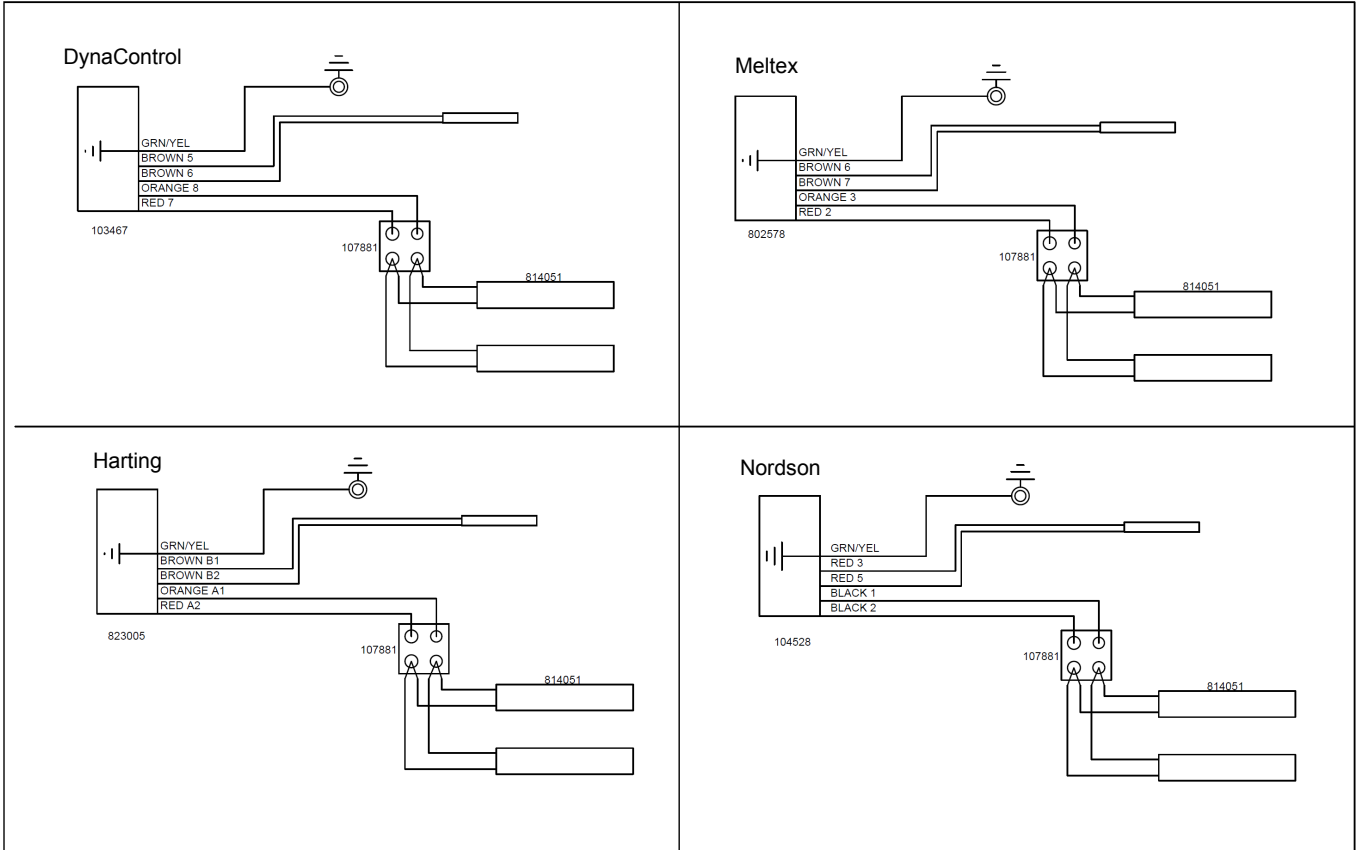 DynaControl
GRN/YEL
BROWN 5
BROWN 6
ORANGE 8
RED 7
103467
107881
814051
Meltex
GRN/YEL
BROWN 6
BROWN 7
ORANGE 3
RED 2
802578
107881
814051
Harting
GRN/YEL
BROWN B1
BROWN B2
ORANGE A1
RED A2
823005
107881
814051
Nordson
GRN/YEL
RED 3
RED 5
BLACK 1
BLACK 2
104528
107881
814051